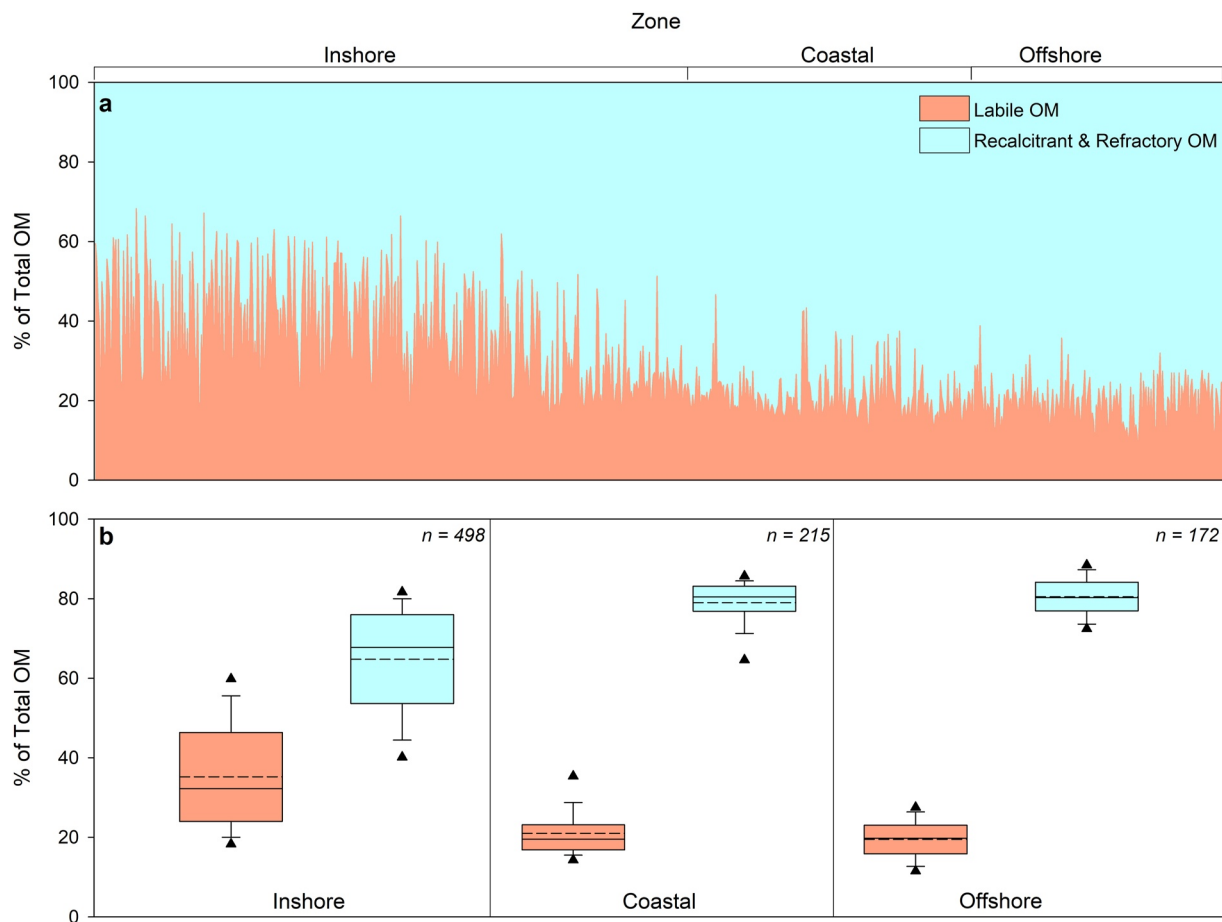 Zone
Inshore Coastal Offshore
100
a
Labile OM
Recalcitrant & Refractory OM
80
60
40
20
0
% of Total OM
100
b
n = 498
n = 215
n = 172
80
60
40
20
0
% of Total OM
Inshore Coastal Offshore